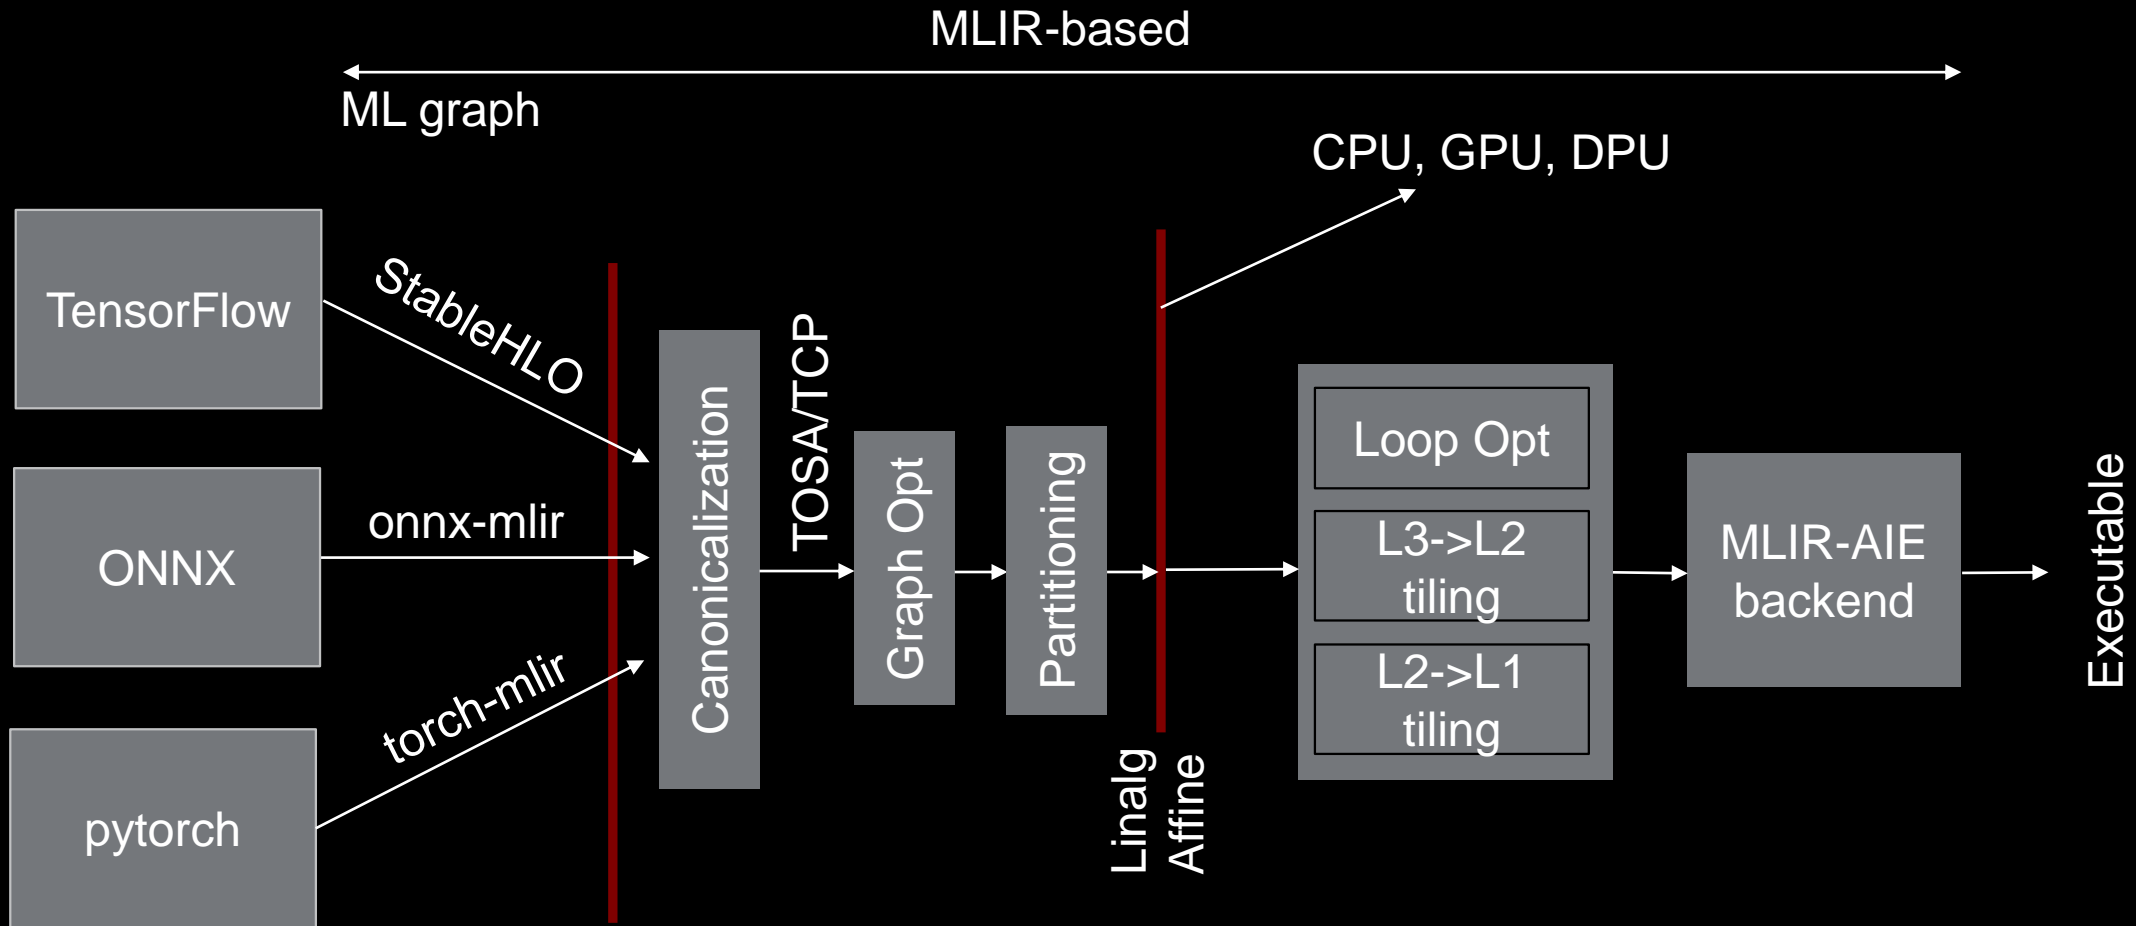 MLIR-based
ML graph
CPU, GPU, DPU
TensorFlow
StableHLO
ONNX
onnx-mlir
pytorch
torch-mlir
Canonicalization
TOSA/TCP
Graph Opt
Partitioning
Linalg
Affine
Loop Opt
L3->L2
tiling
L2->L1
tiling
MLIR-AIE
backend
Executable